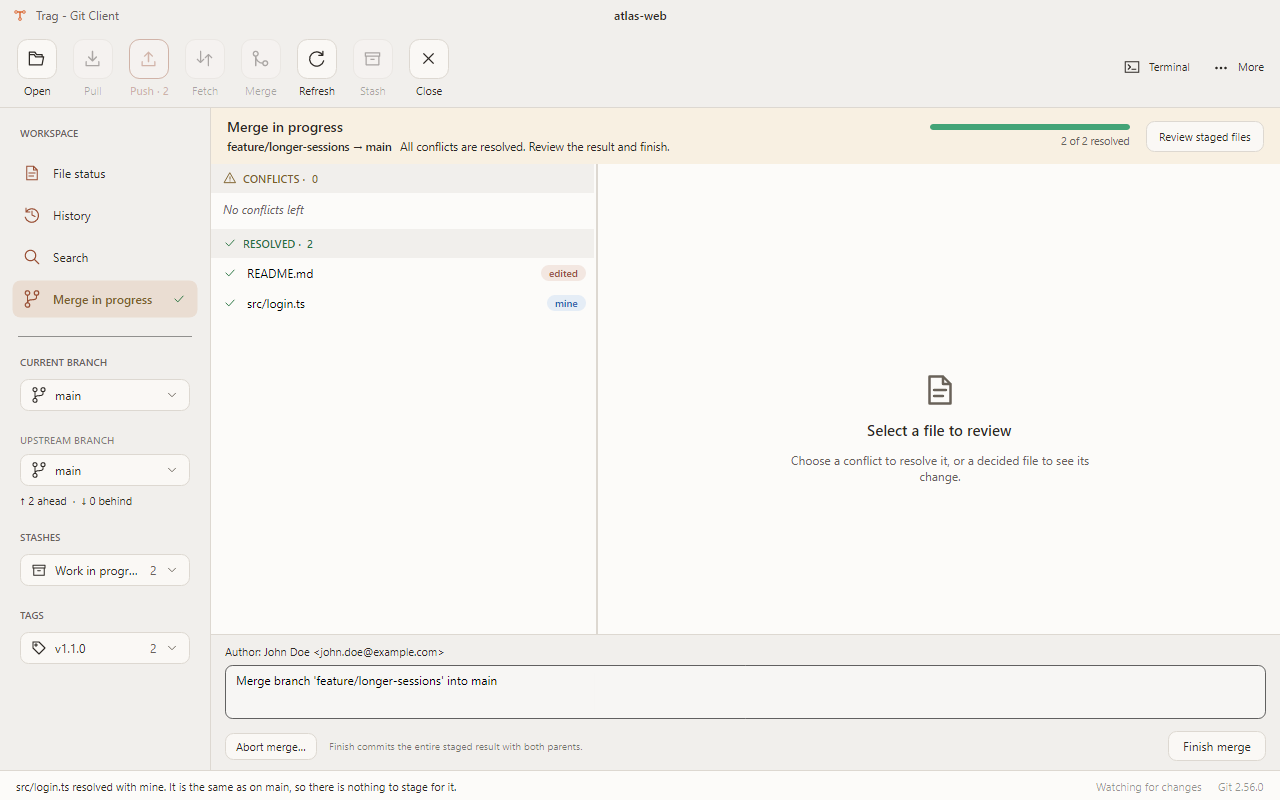 Trag - Git Client
atlas-web
Open
Pull
Push · 2
Fetch
Merge
Refresh
Stash
Close
Terminal
More
WORKSPACE
File status
History
Search
Merge in progress
CURRENT BRANCH
main
UPSTREAM BRANCH
main
↑ 2 ahead · ↓ 0 behind
STASHES
Work in progr... 2
TAGS
v1.1.0 2
Merge in progress
feature/longer-sessions → main All conflicts are resolved. Review the result and finish.
2 of 2 resolved
Review staged files
CONFLICTS · 0
No conflicts left
RESOLVED · 2
README.md edited
src/login.ts mine
Select a file to review
Choose a conflict to resolve it, or a decided file to see its
change.
Author: John Doe <john.doe@example.com>
Merge branch 'feature/longer-sessions' into main
Abort merge...
Finish commits the entire staged result with both parents.
Finish merge
src/login.ts resolved with mine. It is the same as on main, so there is nothing to stage for it.
Watching for changes
Git 2.56.0